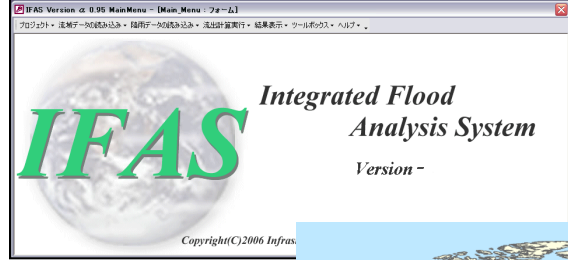 IFAS Version α 0.95 MainMenu - [Main_Menu : フォーム]
プロジェクト 流域データの読み込み 降雨データの読み込み 流出計算実行 結果表示 ツールボックス ヘルプ
Integrated Flood
Analysis System
IFAS
Version -
Copyright(C)2006 Infras